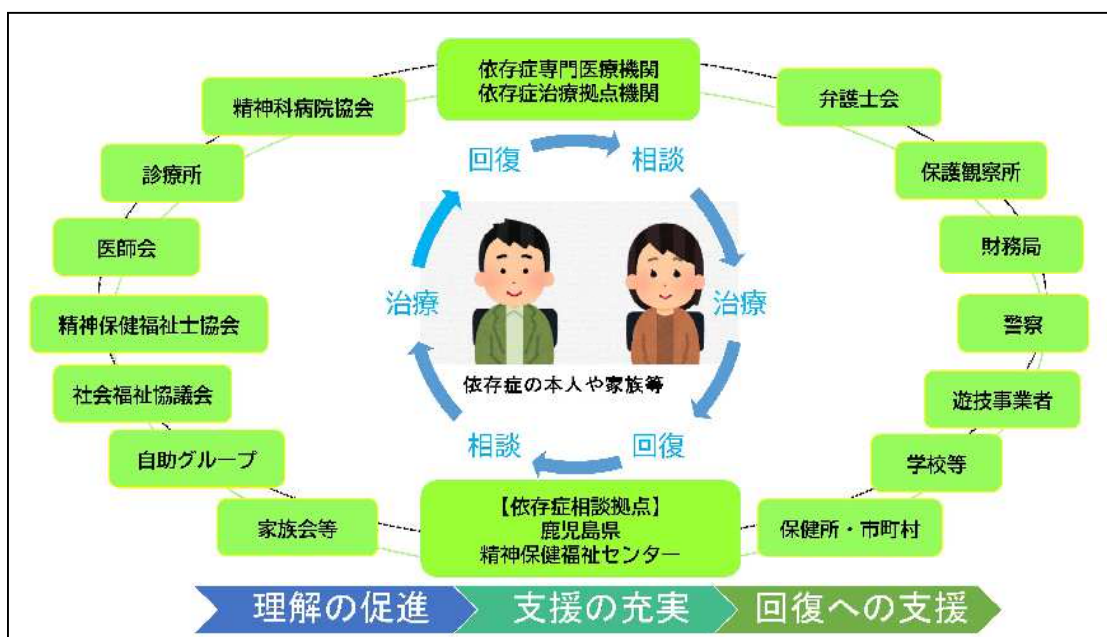 依存症専門医療機関
依存症治療拠点機関
精神科病院協会
弁護士会
診療所
保護観察所
医師会
財務局
精神保健福祉士協会
警察
社会福祉協議会
遊技事業者
自助グループ
学校等
家族会等
保健所・市町村
【依存症相談拠点】
鹿児島県
精神保健福祉センター
回復
相談
治療
治療
依存症の本人や家族等
相談
回復
理解の促進
支援の充実
回復への支援